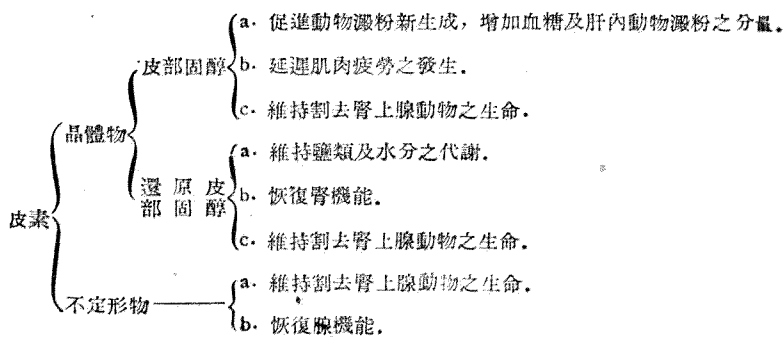 a. 促進動物澱粉新生成，增加血糖及肝內動物澱粉之分量．
皮部固醇
b. 延遲肌肉疲勞之發生．
c. 維持割去腎上腺動物之生命．
晶體物
a. 維持鹽類及水分之代謝．
還原皮
部固醇
b. 恢復腎機能．
c. 維持割去腎上腺動物之生命．
皮素
a. 維持割去腎上腺動物之生命．
不定形物
b. 恢復腺機能．